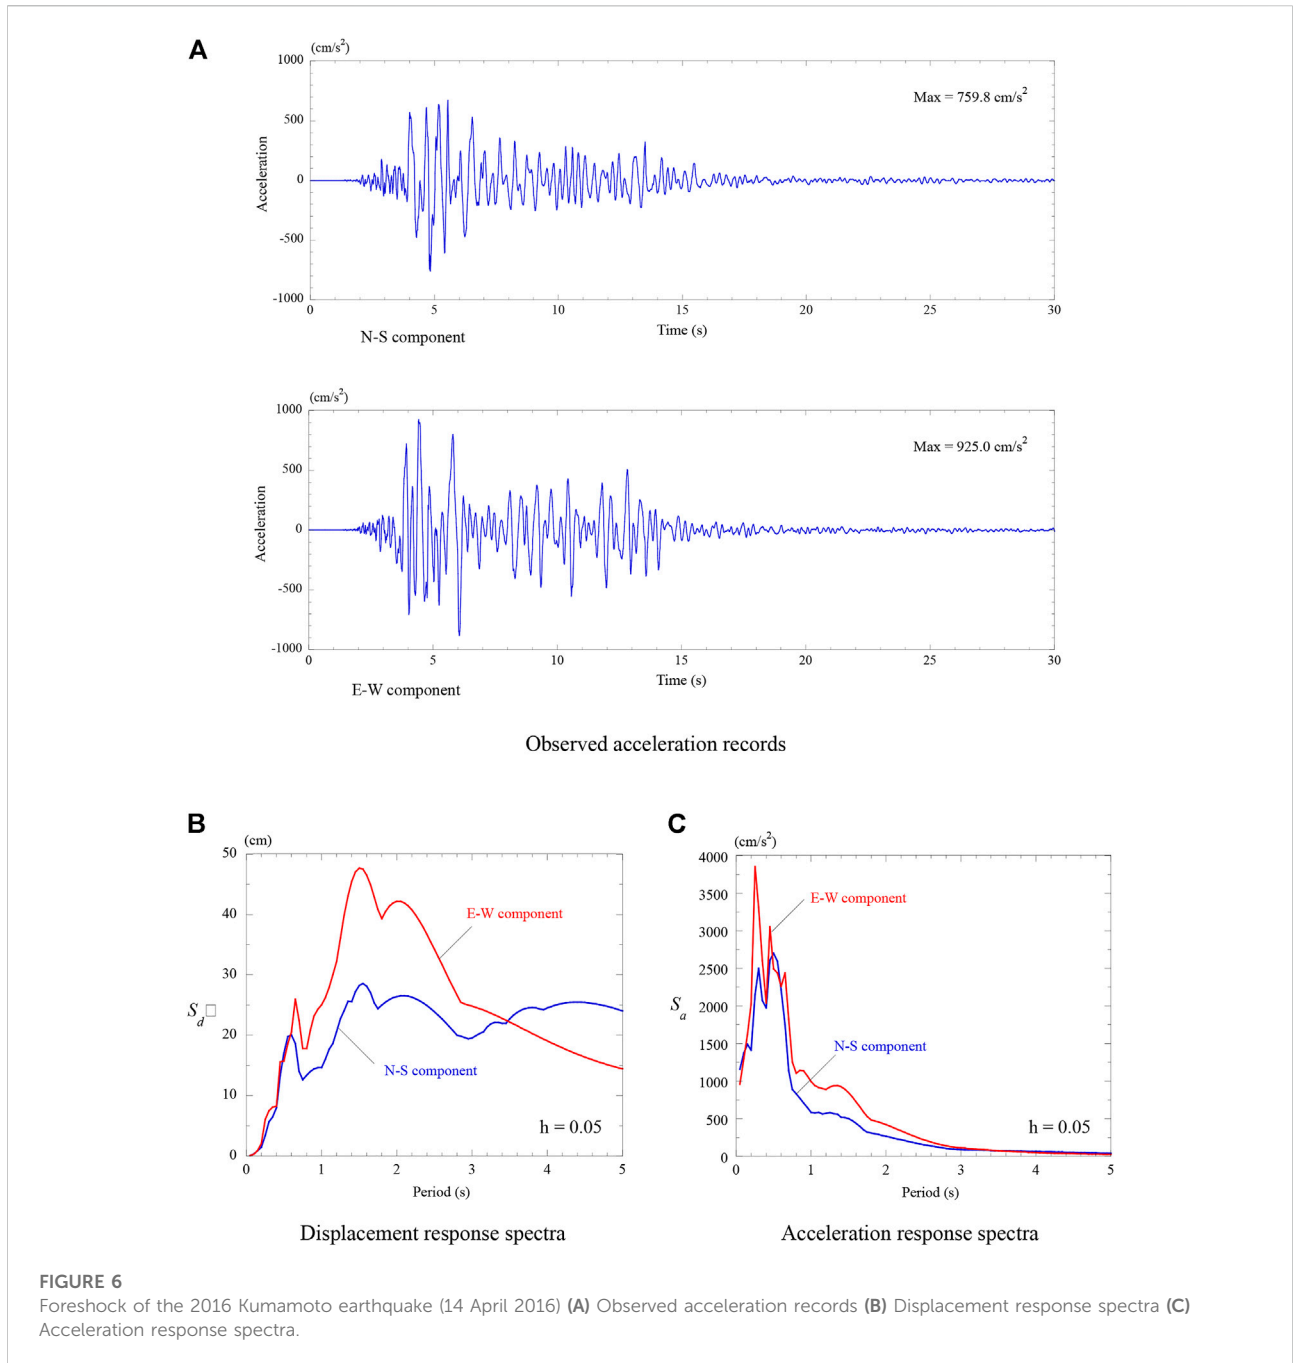 A
(cm/s²)
1000
500
0
-500
-1000
Acceleration
Max = 759.8 cm/s²
0 5 10 15 20 25 30
Time (s)
N-S component
(cm/s²)
1000
500
0
-500
-1000
Acceleration
Max = 925.0 cm/s²
0 5 10 15 20 25 30
Time (s)
E-W component
Observed acceleration records
B
(cm)
50
40
30
20
10
0
S_d□
E-W component
N-S component
h = 0.05
0 1 2 3 4 5
Period (s)
Displacement response spectra
C
(cm/s²)
4000
3500
3000
2500
2000
1500
1000
500
0
S_a
E-W component
N-S component
h = 0.05
0 1 2 3 4 5
Period (s)
Acceleration response spectra
FIGURE 6
Foreshock of the 2016 Kumamoto earthquake (14 April 2016) (A) Observed acceleration records (B) Displacement response spectra (C)
Acceleration response spectra.